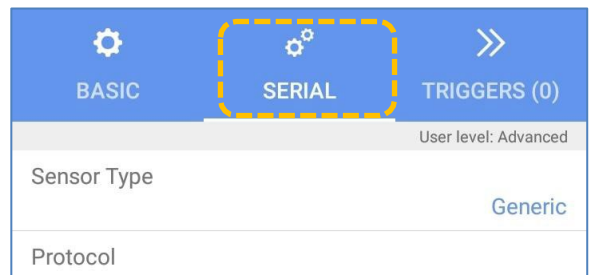 BASIC SERIAL TRIGGERS (0)
User level: Advanced
Sensor Type
Generic
Protocol